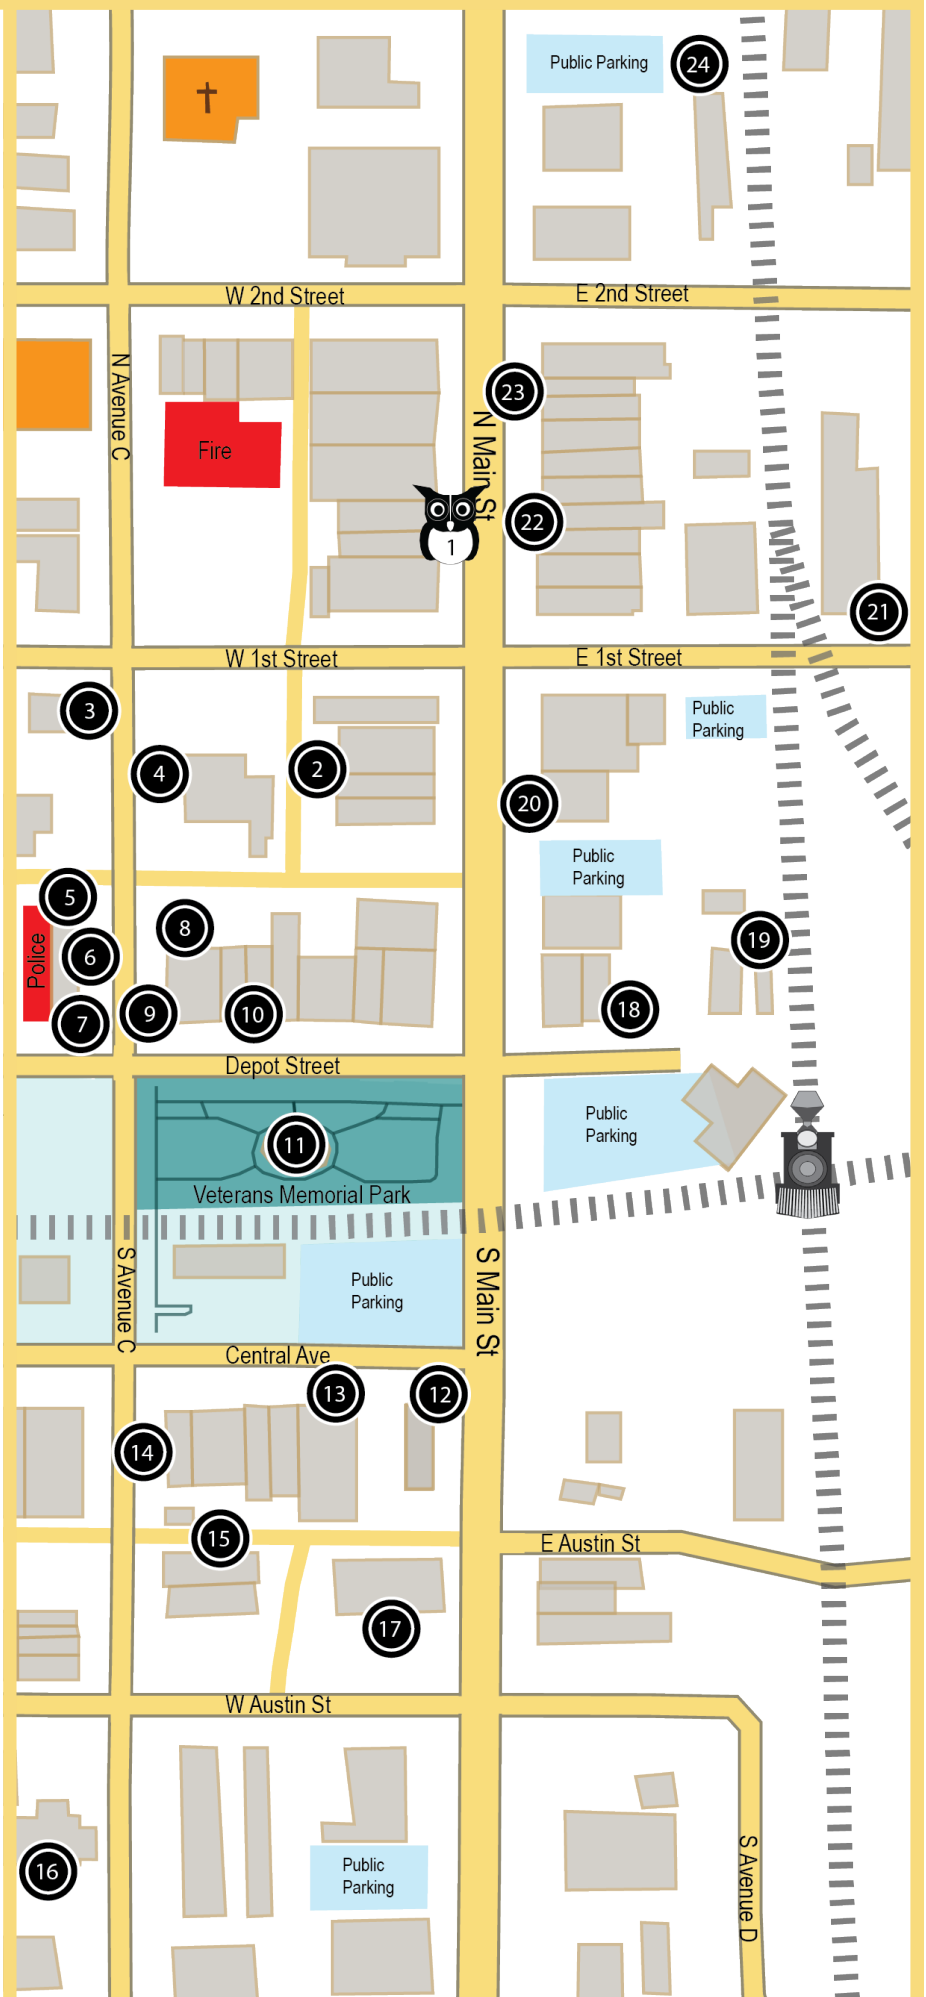 Public Parking
24
W 2nd Street
E 2nd Street
N Avenue C
23
N Main St
Fire
22
1
21
W 1st Street
E 1st Street
3
Public
Parking
4
2
20
Public
Parking
5
8
Police
6
19
7
9
10
18
Depot Street
Public
Parking
11
Veterans Memorial Park
S Avenue C
S Main St
Public
Parking
Central Ave
13
12
14
15
E Austin St
17
W Austin St
16
Public
Parking
S Avenue D